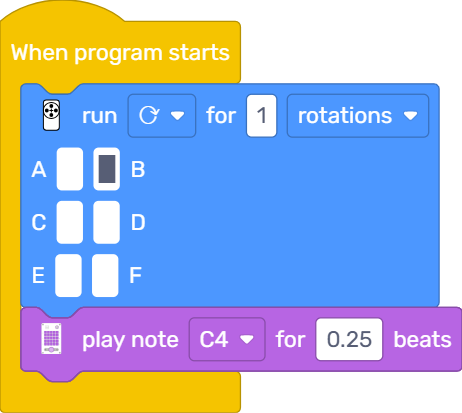 When program starts
run for 1 rotations
A B
C D
E F
play note C4 for 0.25 beats